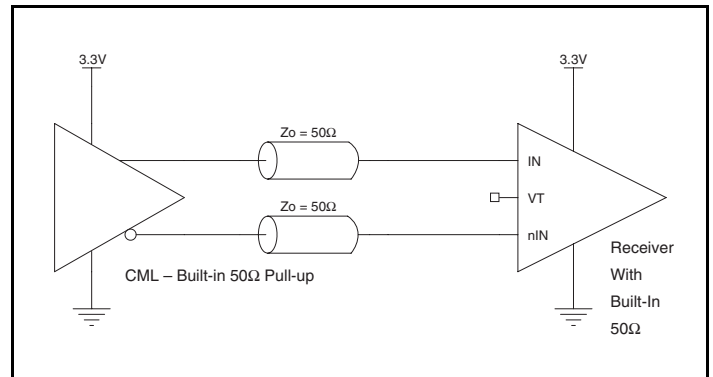 3.3V
3.3V
Zo = 50Ω
IN
VT
Zo = 50Ω
nIN
CML – Built-in 50Ω Pull-up
Receiver
With
Built-In
50Ω